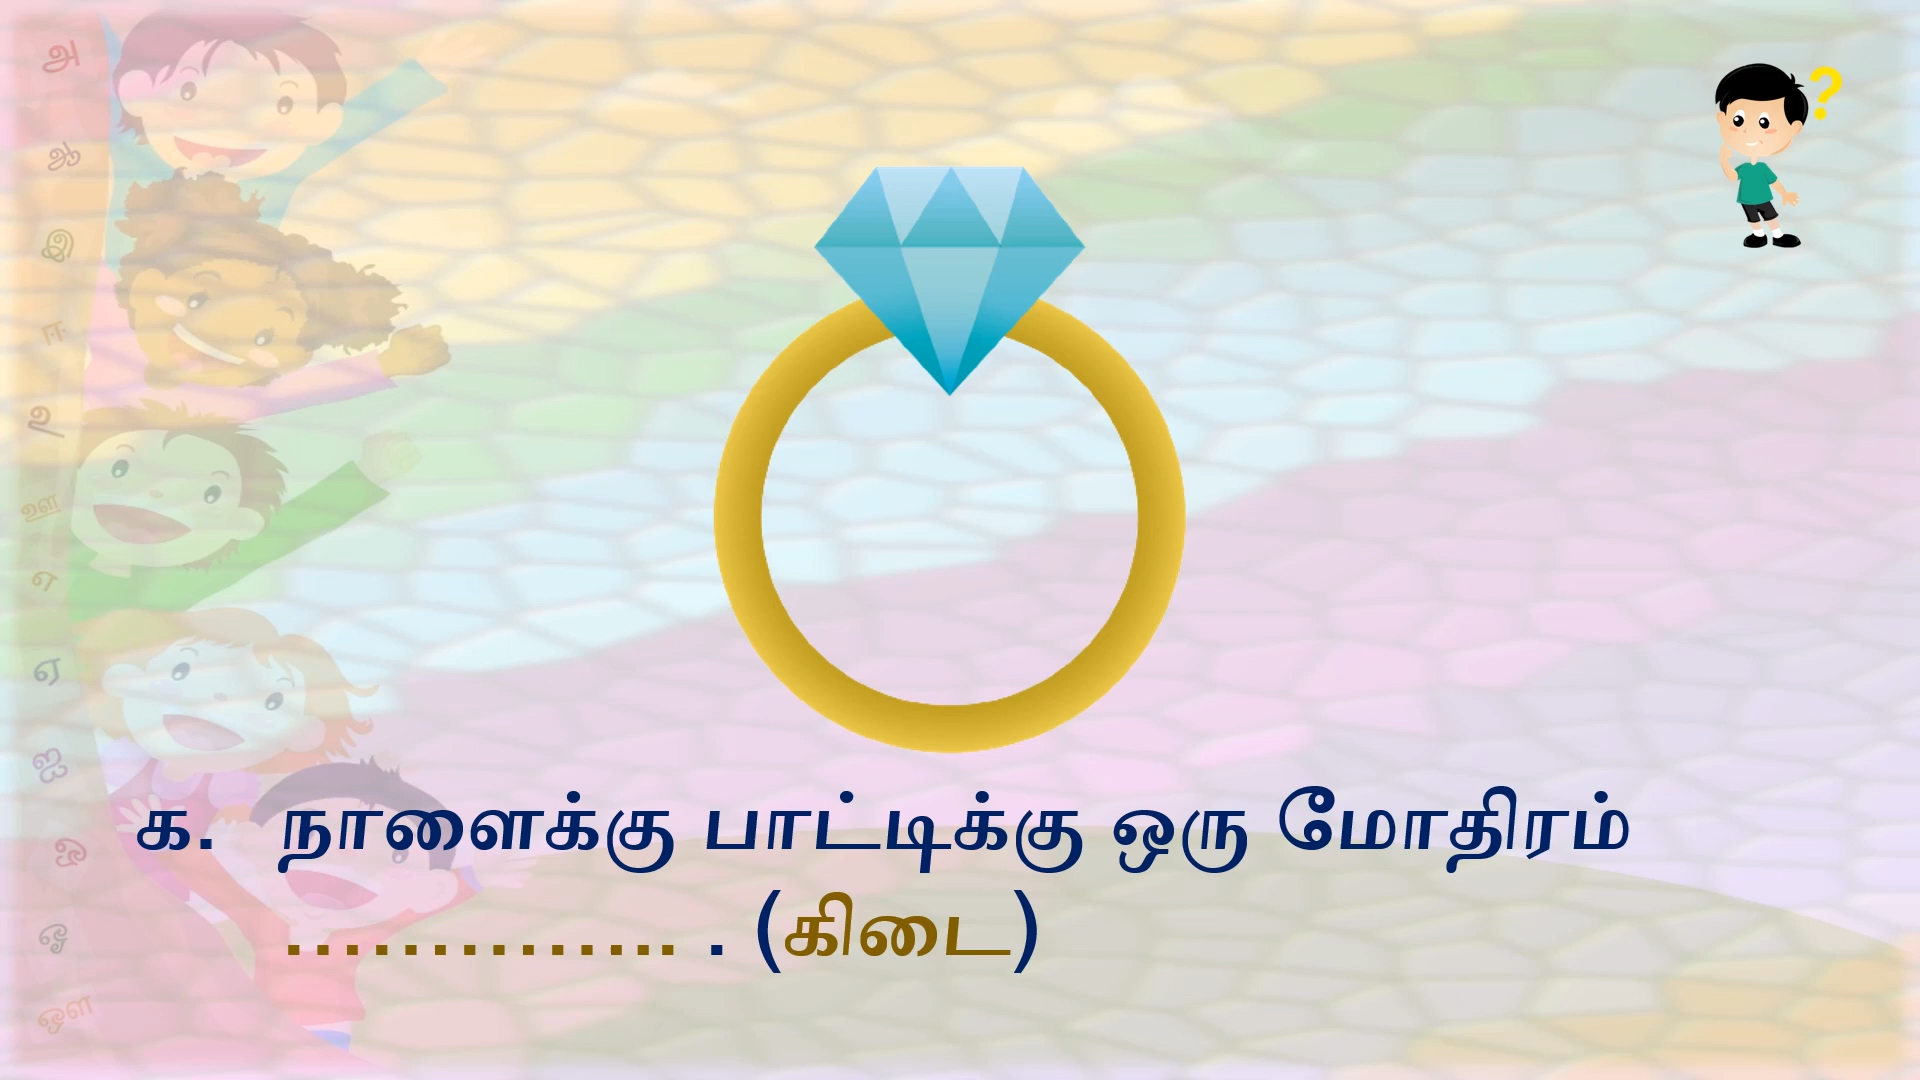 அ
ஆ
இ
ஈ
உ
ஊ
எ
ஏ
ஐ
ஒ
ஓ
ஔ
?
க. நாளைக்கு பாட்டிக்கு ஒரு மோதிரம்
.............. . (கிடை)